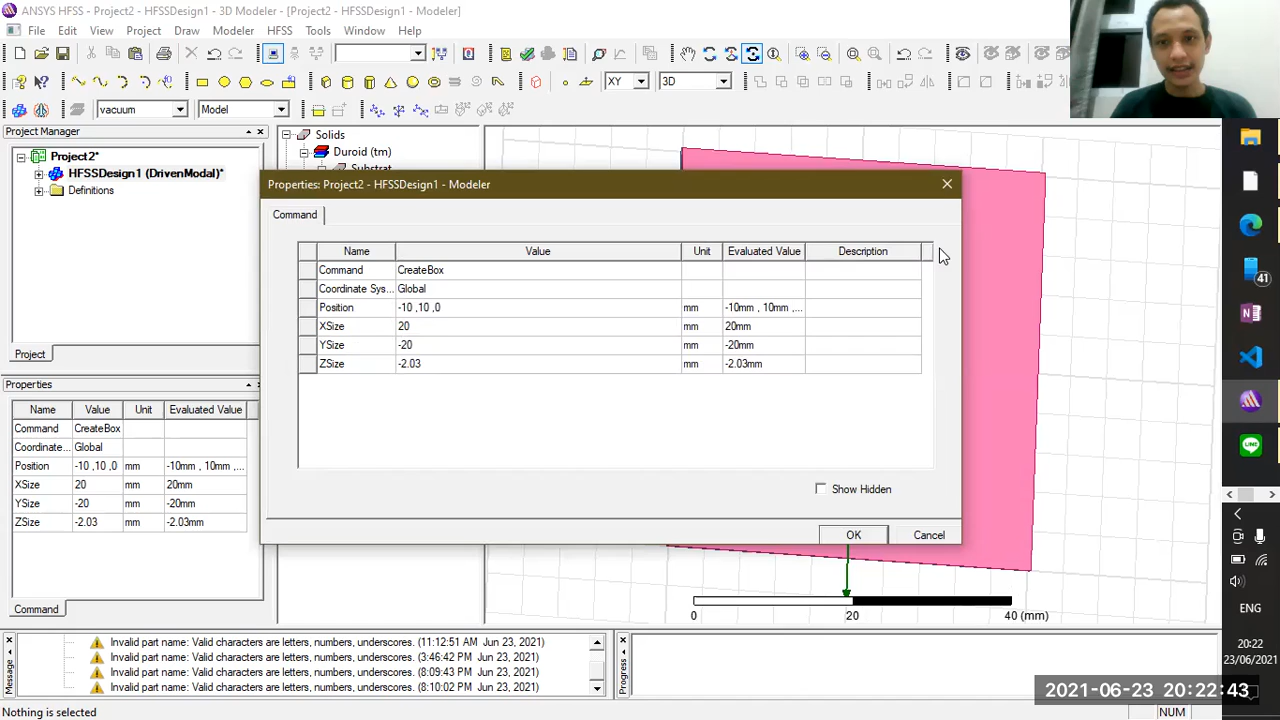 ANSYS HFSS - Project2 - HFSSDesign1 - 3D Modeler - [Project2 - HFSSDesign1 - Modeler]
File Edit View Project Draw Modeler HFSS Tools Window Help
XY 3D
vacuum Model
Project Manager
Project2*
HFSSDesign1 (DrivenModal)*
Definitions
Project
Solids
Duroid (tm)
Substrat
Properties: Project2 - HFSSDesign1 - Modeler
Command
Name Value Unit Evaluated Value Description
Command CreateBox
Coordinate Sys... Global
Position -10 ,10 ,0 mm -10mm , 10mm ,...
XSize 20 mm 20mm
YSize -20 mm -20mm
ZSize -2.03 mm -2.03mm
Show Hidden
OK Cancel
Properties
Name Value Unit Evaluated Value
Command CreateBox
Coordinate... Global
Position -10 ,10 ,0 mm -10mm , 10mm ,...
XSize 20 mm 20mm
YSize -20 mm -20mm
ZSize -2.03 mm -2.03mm
Command
0 20 40 (mm)
Message
Invalid part name: Valid characters are letters, numbers, underscores. (11:12:51 AM Jun 23, 2021)
Invalid part name: Valid characters are letters, numbers, underscores. (3:46:42 PM Jun 23, 2021)
Invalid part name: Valid characters are letters, numbers, underscores. (8:09:43 PM Jun 23, 2021)
Invalid part name: Valid characters are letters, numbers, underscores. (8:10:02 PM Jun 23, 2021)
Progress
Nothing is selected
NUM
41
LINE
ENG
20:22
23/06/2021
2021-06-23 20:22:43